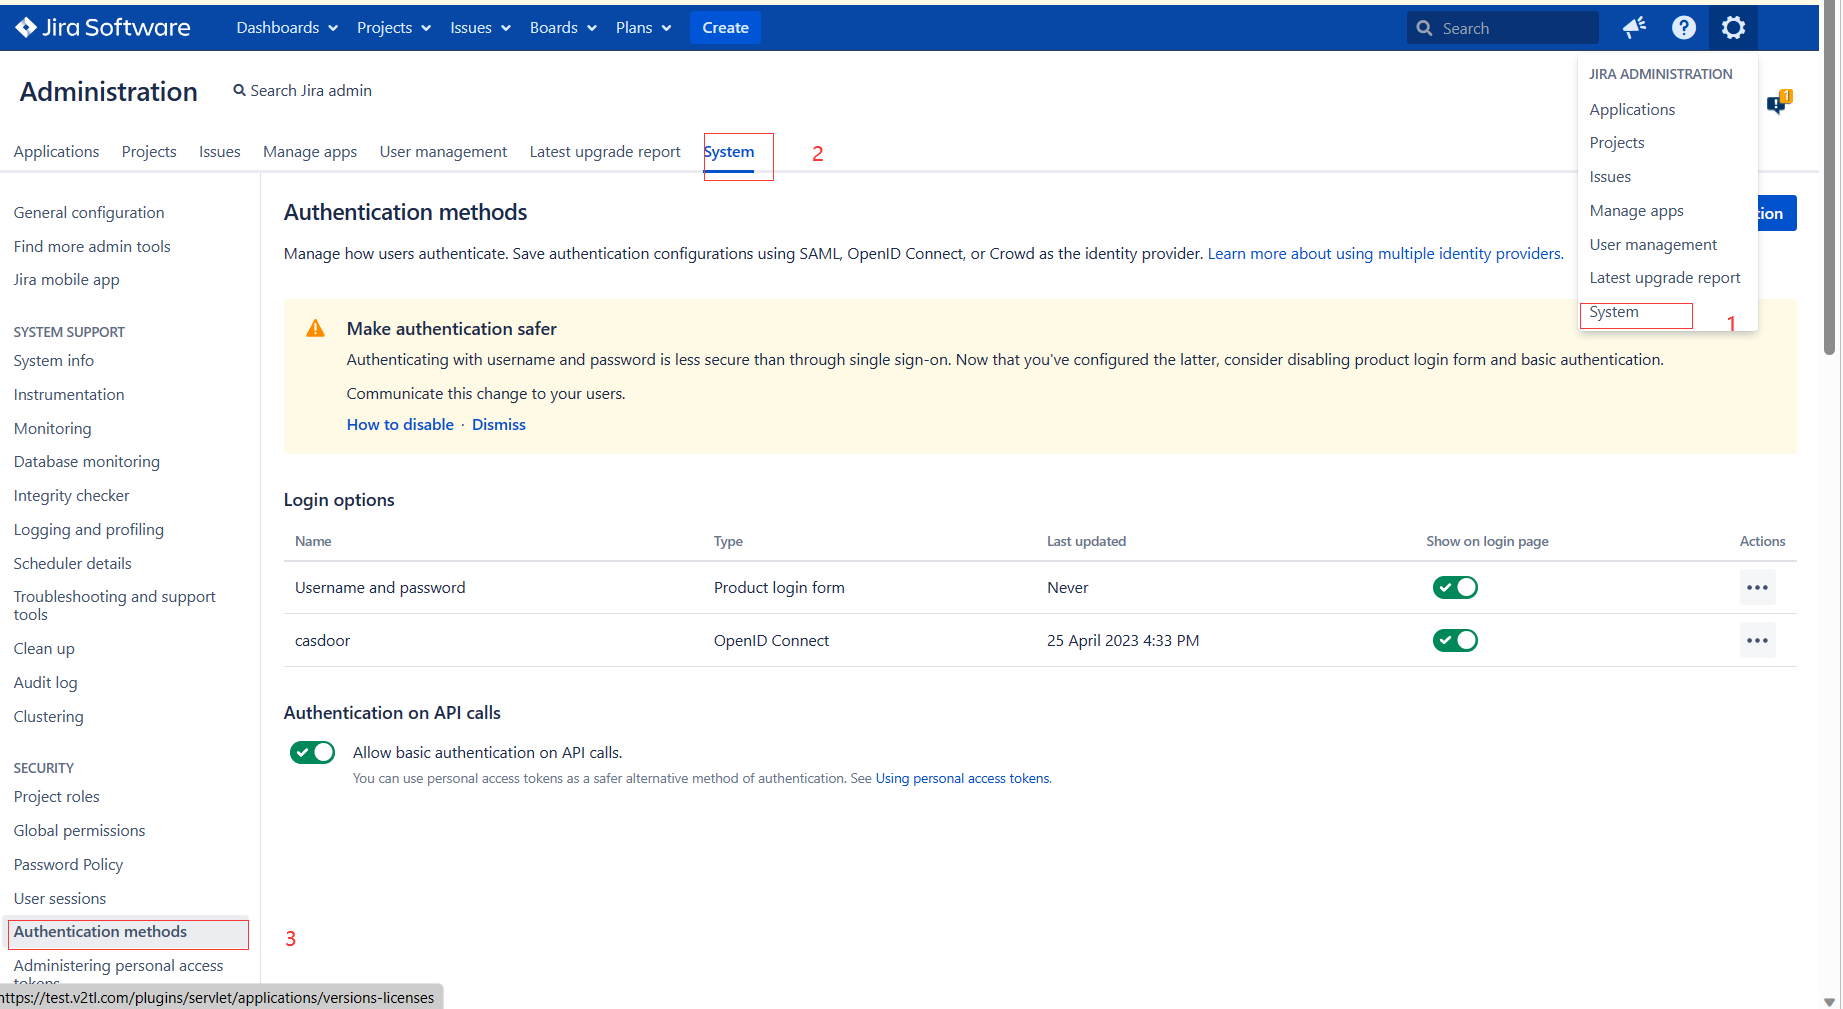 Jira Software
Dashboards
Projects
Issues
Boards
Plans
Create
Search
JIRA ADMINISTRATION
Applications
Projects
Issues
Manage apps
User management
Latest upgrade report
System
1
1
Administration
Search Jira admin
Applications
Projects
Issues
Manage apps
User management
Latest upgrade report
System
2
General configuration
Find more admin tools
Jira mobile app
SYSTEM SUPPORT
System info
Instrumentation
Monitoring
Database monitoring
Integrity checker
Logging and profiling
Scheduler details
Troubleshooting and support
tools
Clean up
Audit log
Clustering
SECURITY
Project roles
Global permissions
Password Policy
User sessions
Authentication methods
3
Administering personal access
tokens
https://test.v2tl.com/plugins/servlet/applications/versions-licenses
Authentication methods
Manage how users authenticate. Save authentication configurations using SAML, OpenID Connect, or Crowd as the identity provider. Learn more about using multiple identity providers.
Make authentication safer
Authenticating with username and password is less secure than through single sign-on. Now that you've configured the latter, consider disabling product login form and basic authentication.
Communicate this change to your users.
How to disable · Dismiss
Login options
Name Type Last updated Show on login page Actions
Username and password Product login form Never
casdoor OpenID Connect 25 April 2023 4:33 PM
Authentication on API calls
Allow basic authentication on API calls.
You can use personal access tokens as a safer alternative method of authentication. See Using personal access tokens.